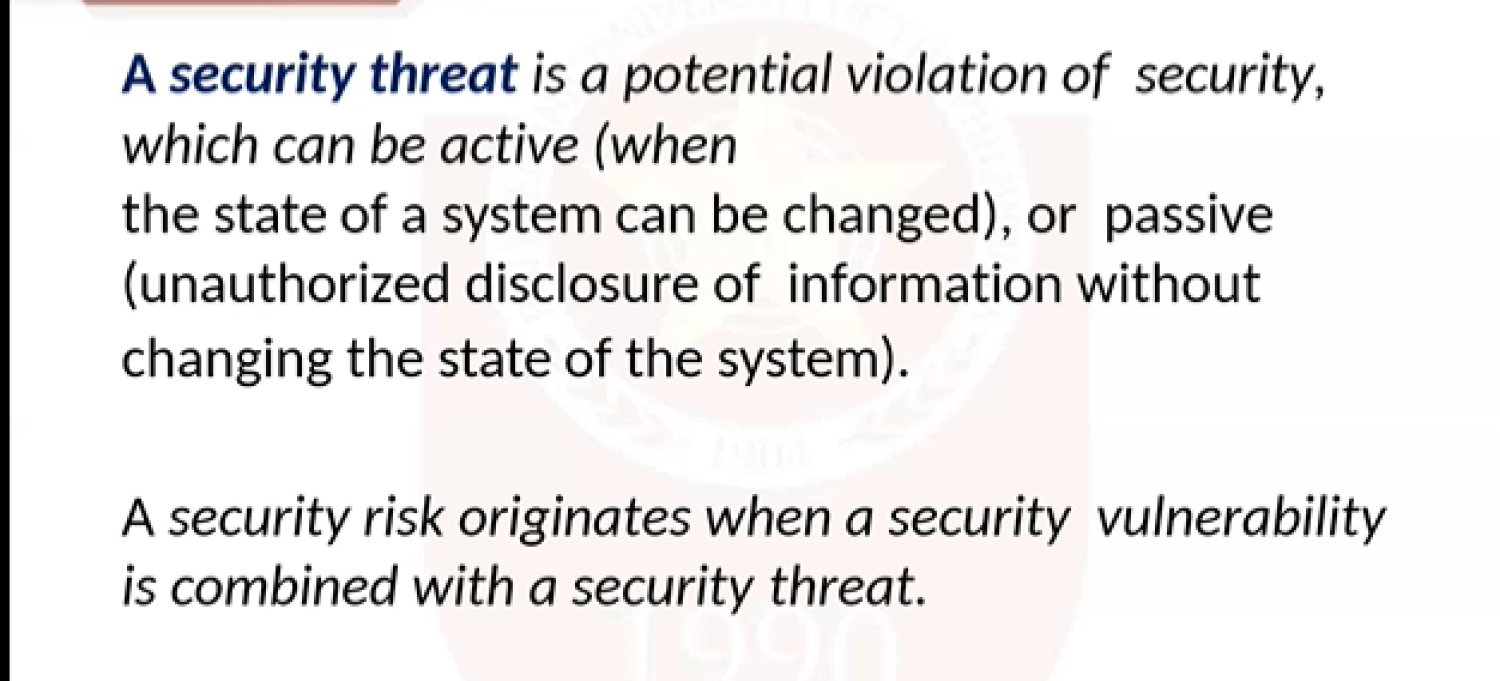 A security threat is a potential violation of security,
which can be active (when
the state of a system can be changed), or passive
(unauthorized disclosure of information without
changing the state of the system).
A security risk originates when a security vulnerability
is combined with a security threat.
1904
1990